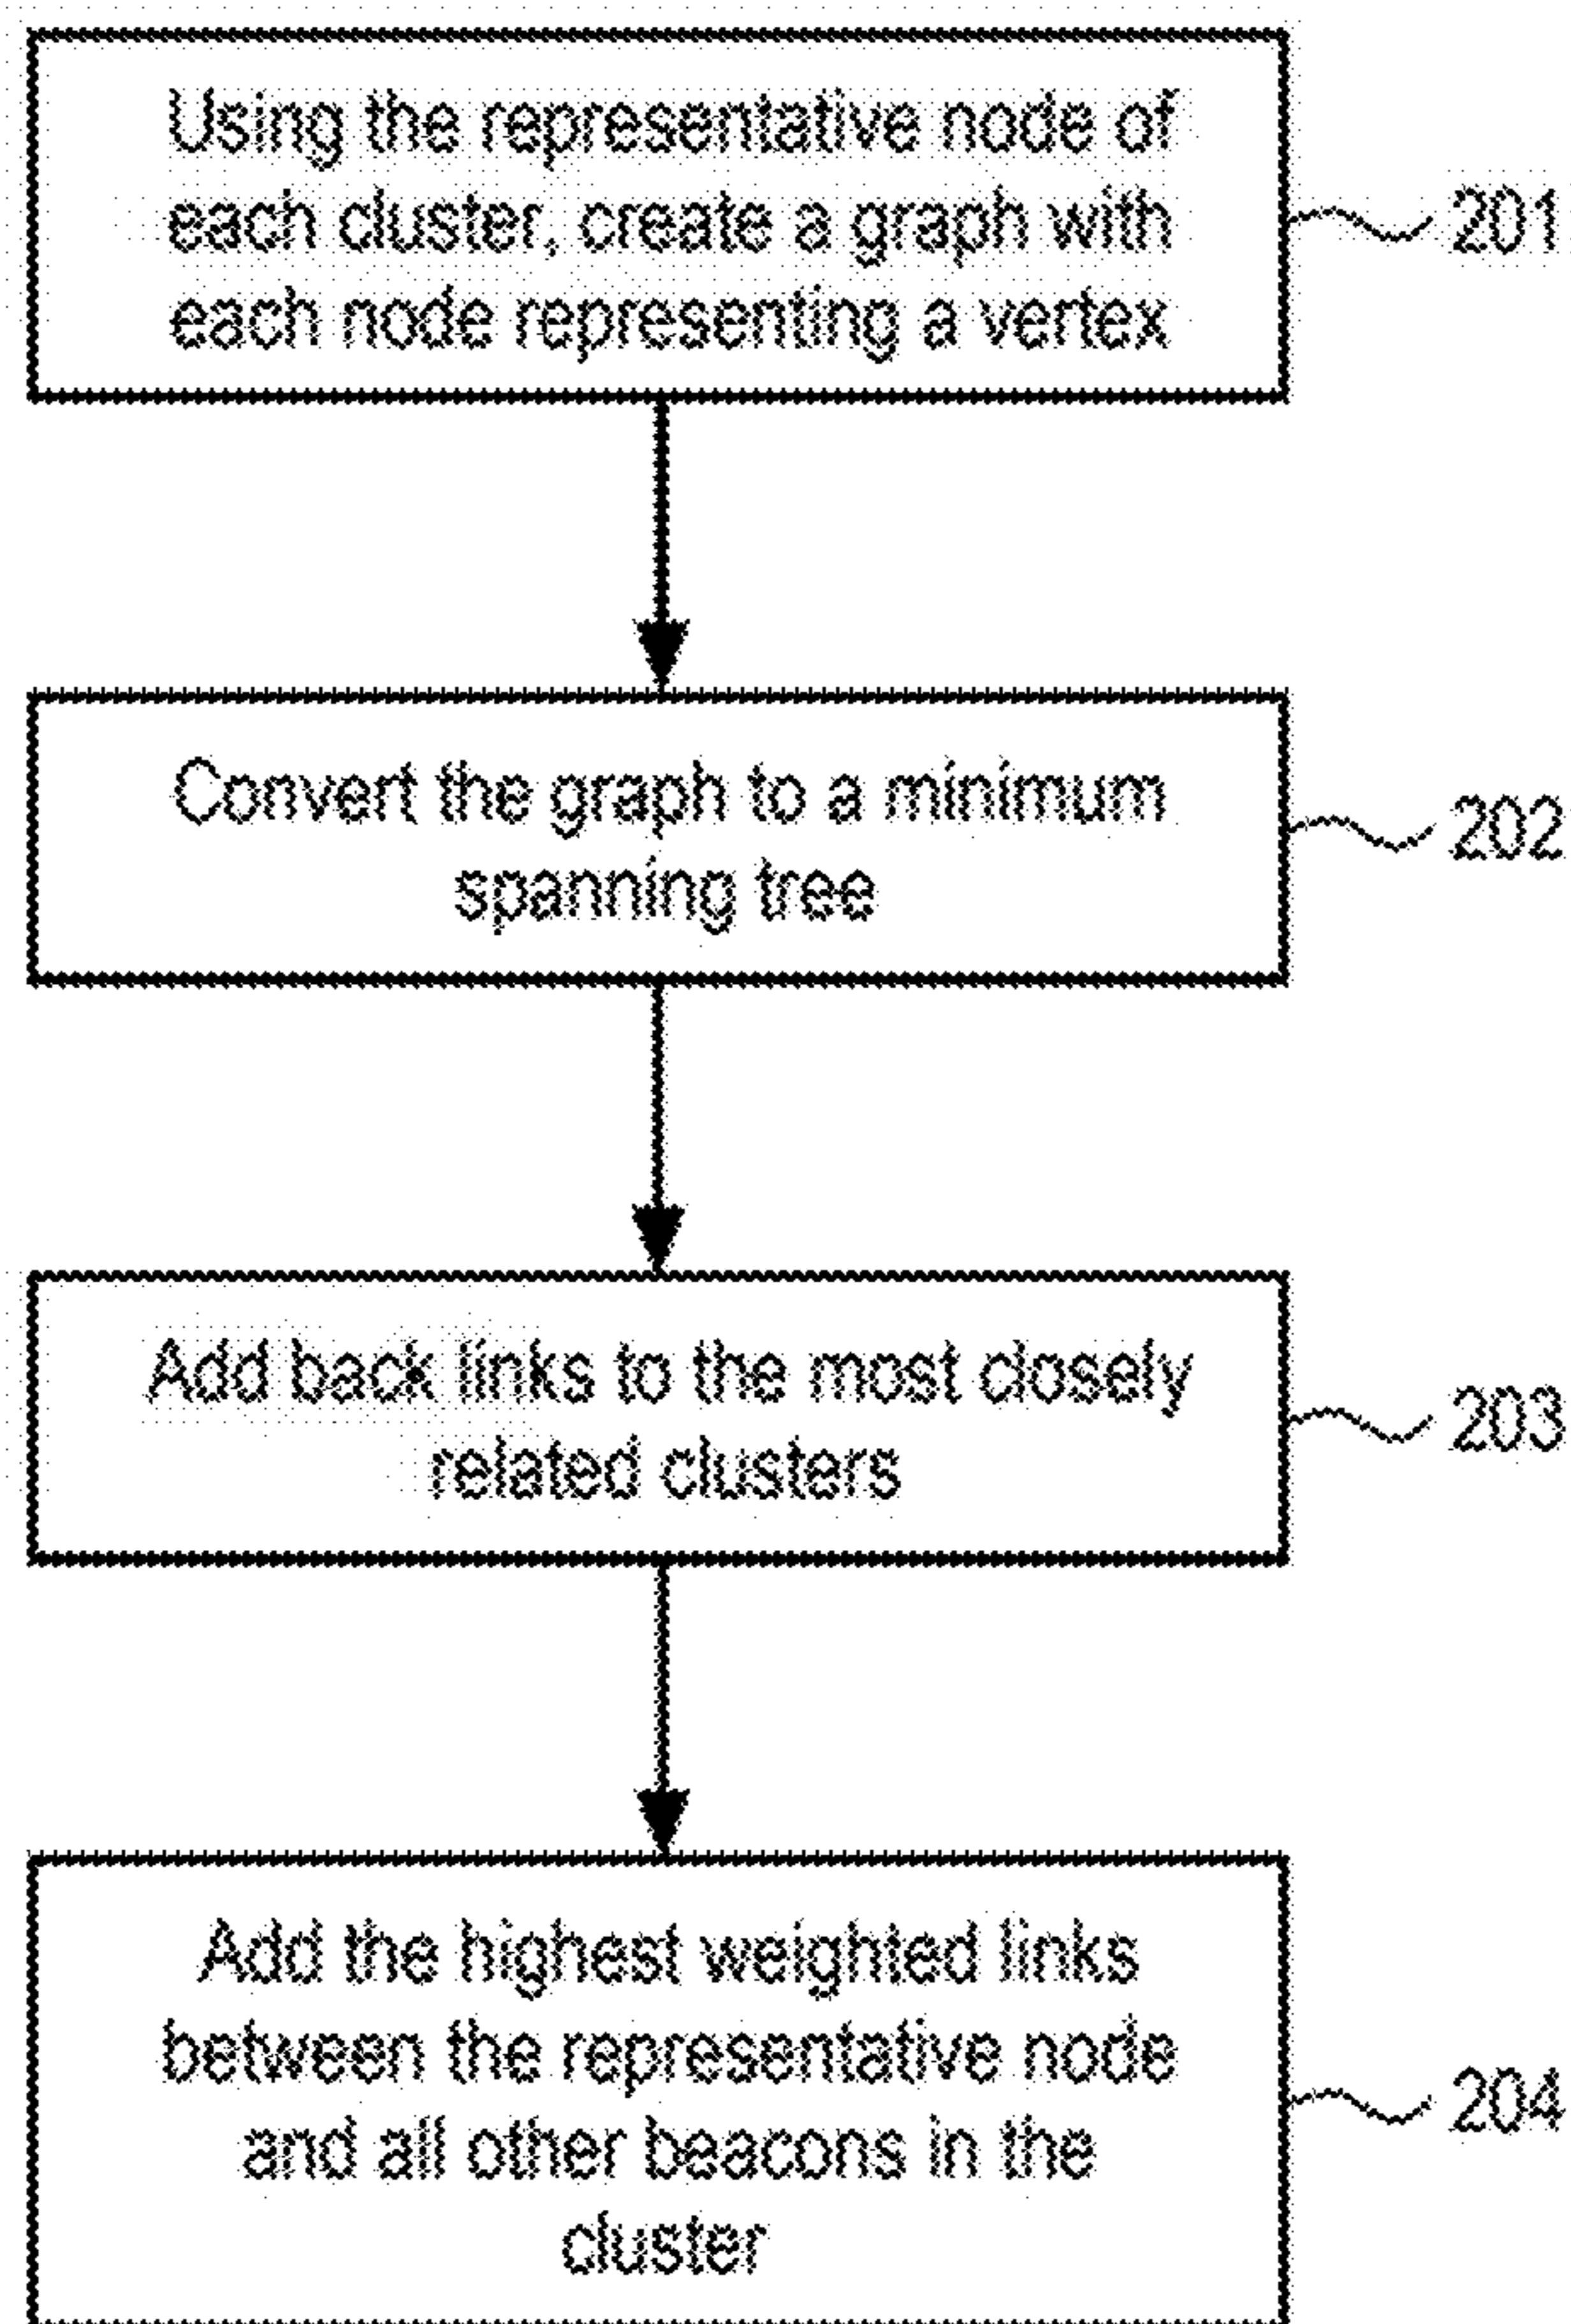 Using the representative node of
each cluster, create a graph with
each node representing a vertex
201
Convert the graph to a minimum
spanning tree
202
Add back links to the most closely
related clusters
203
Add the highest weighted links
between the representative node
and all other beacons in the
cluster
204